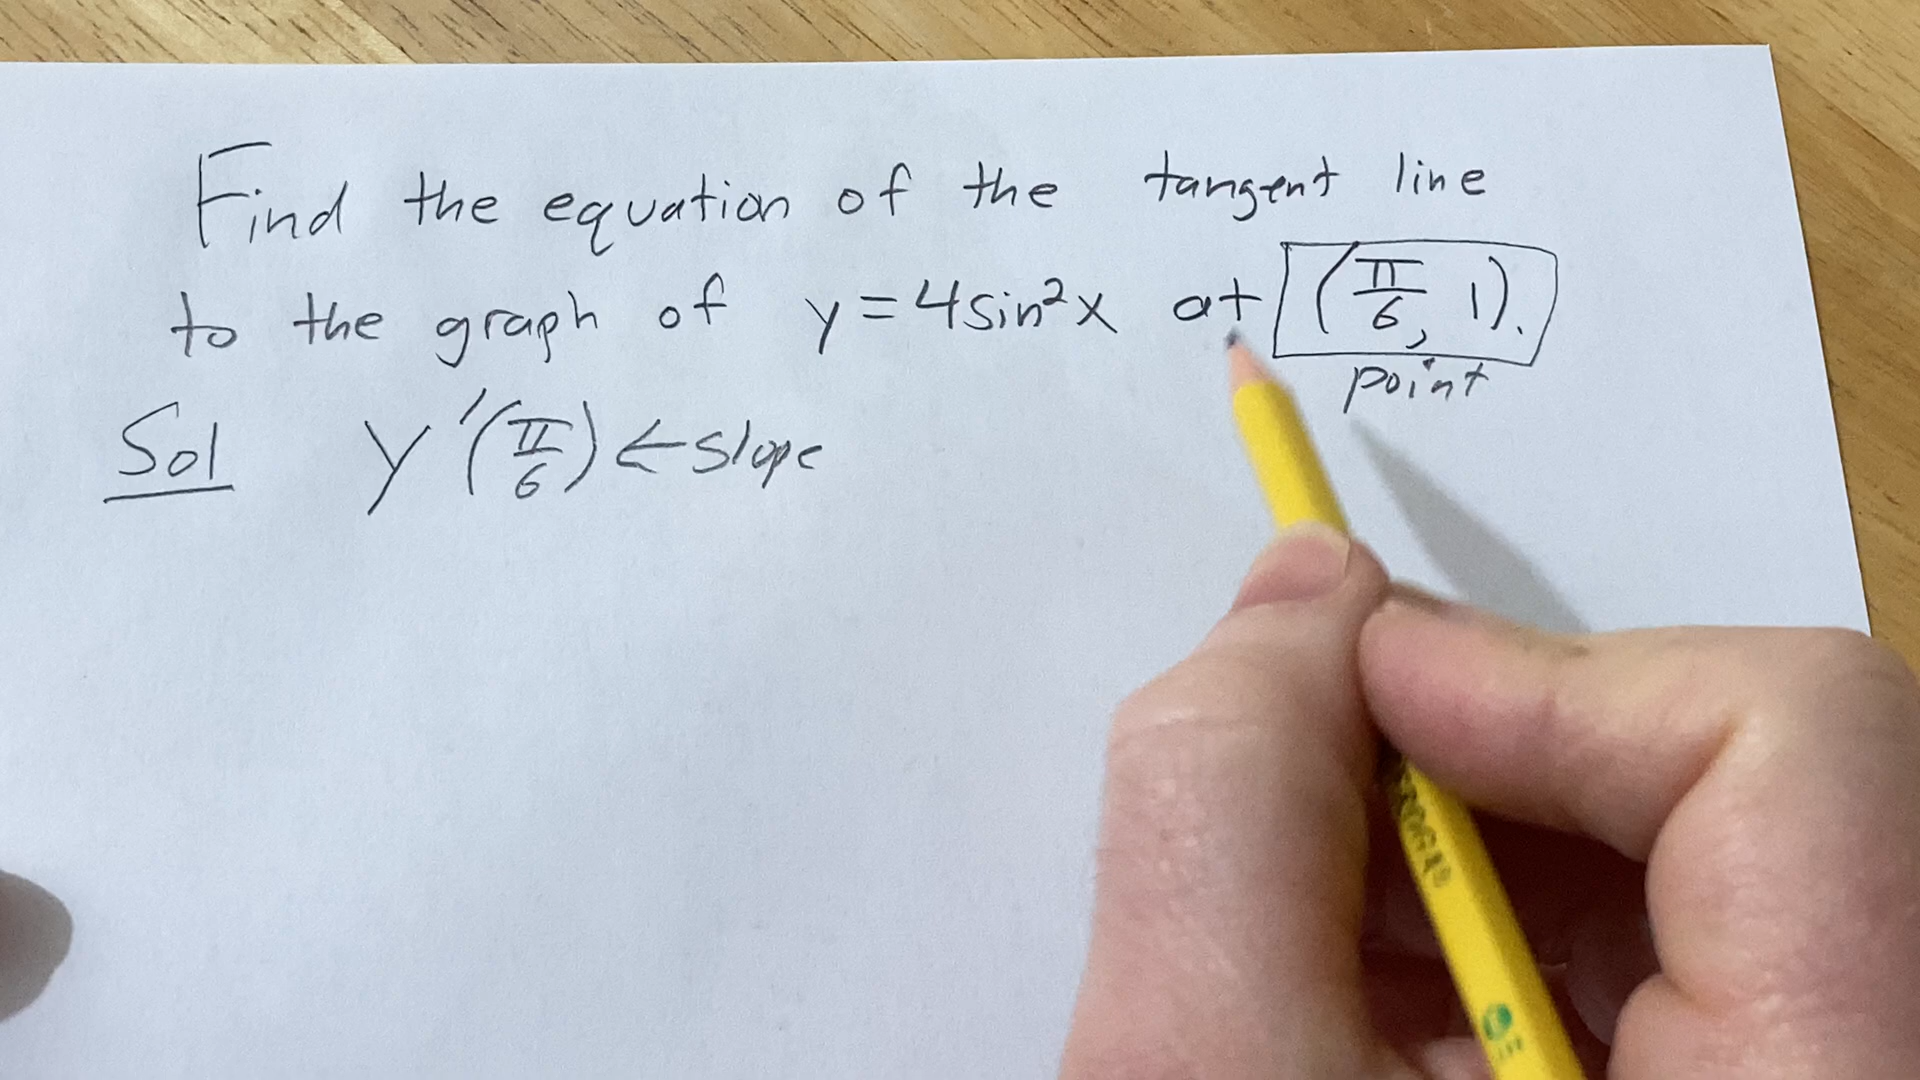 Find the equation of the tangent line
to the graph of y = 4sin²x at (π/6, 1).
point
Sol y'(π/6) ← slope